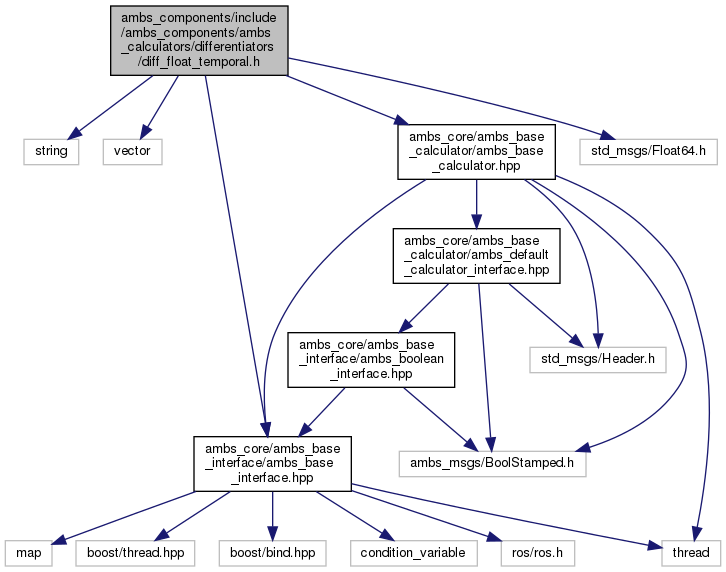 ambs_components/include
/ambs_components/ambs
_calculators/differentiators
/diff_float_temporal.h
string
vector
ambs_core/ambs_base
_calculator/ambs_base
_calculator.hpp
std_msgs/Float64.h
ambs_core/ambs_base
_calculator/ambs_default
_calculator_interface.hpp
ambs_core/ambs_base
_interface/ambs_boolean
_interface.hpp
std_msgs/Header.h
ambs_core/ambs_base
_interface/ambs_base
_interface.hpp
ambs_msgs/BoolStamped.h
map
boost/thread.hpp
boost/bind.hpp
condition_variable
ros/ros.h
thread